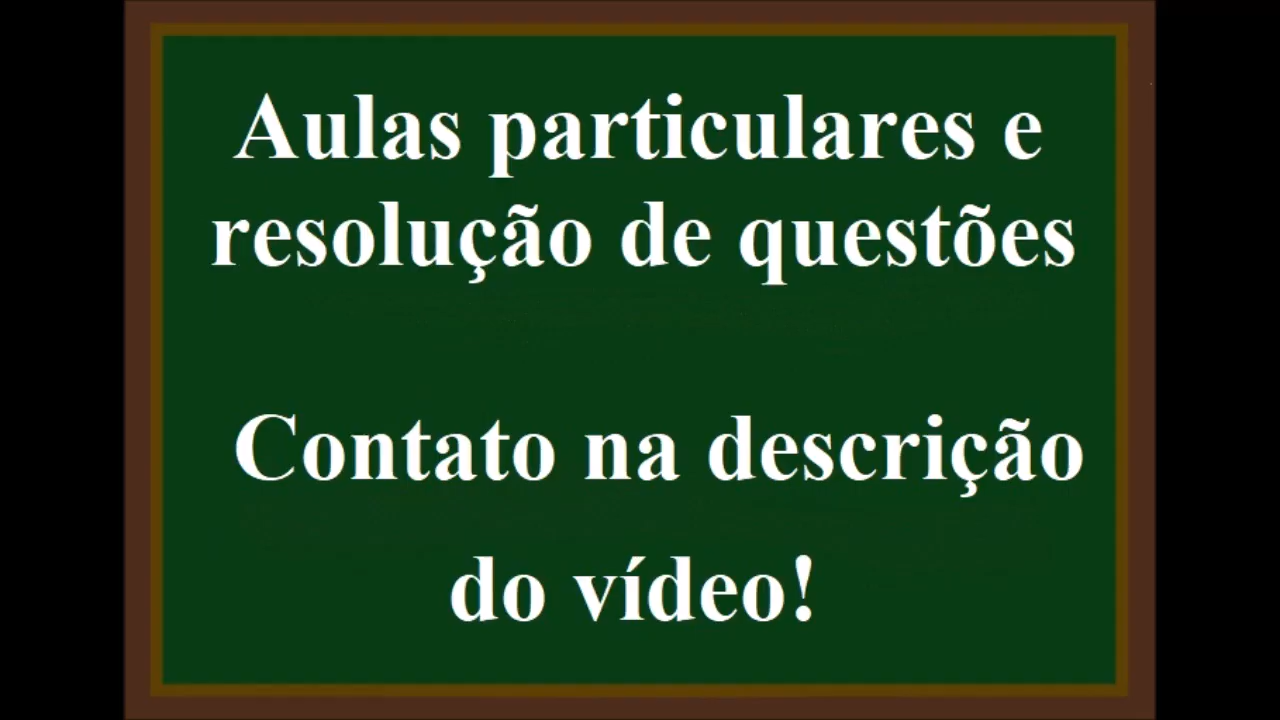 Aulas particulares e
resolução de questões
Contato na descrição
do vídeo!